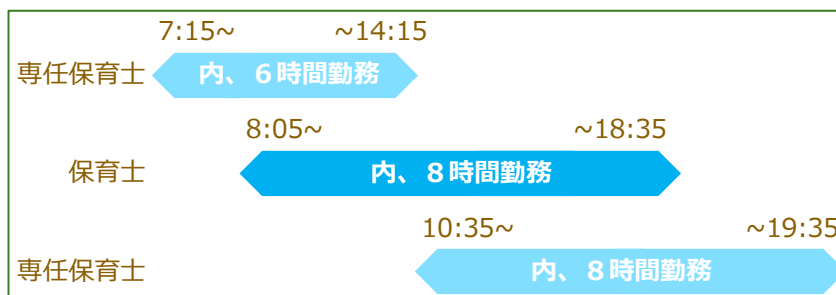 7:15~ ~14:15
専任保育士 内、６時間勤務
8:05~ ~18:35
保育士 内、８時間勤務
10:35~ ~19:35
専任保育士 内、８時間勤務